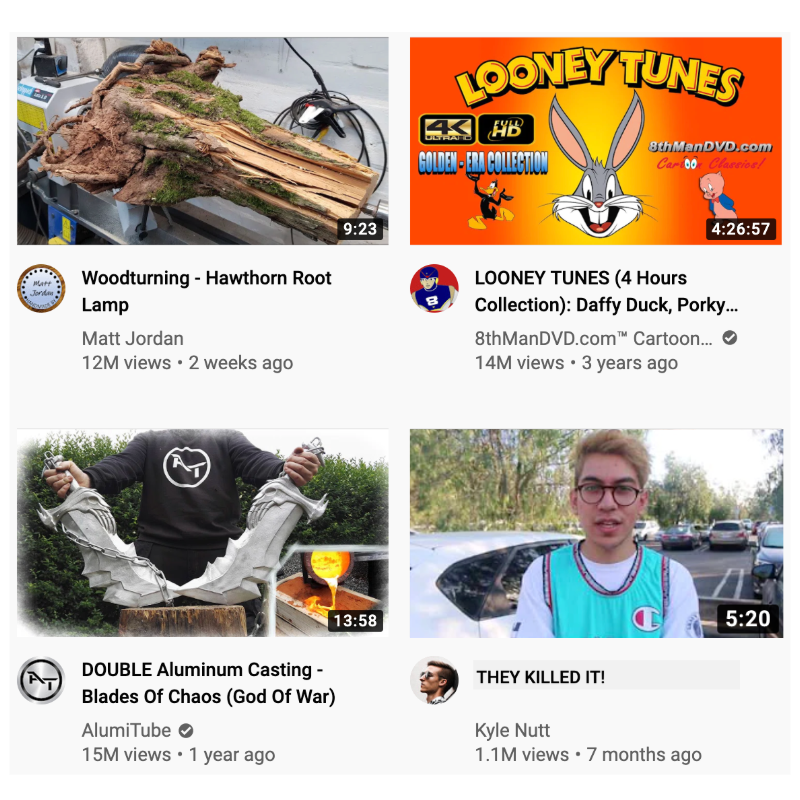 9:23
Woodturning - Hawthorn Root
Lamp
Matt Jordan
12M views • 2 weeks ago
LOONEY TUNES
4K
ULTRA HD
FULL
HD
GOLDEN - ERA COLLECTION
8thManDVD.com
Cartoon Classics!
4:26:57
8
LOONEY TUNES (4 Hours
Collection): Daffy Duck, Porky...
8thManDVD.com™ Cartoon...
14M views • 3 years ago
AT
13:58
AT
DOUBLE Aluminum Casting -
Blades Of Chaos (God Of War)
AlumiTube
15M views • 1 year ago
C
5:20
THEY KILLED IT!
Kyle Nutt
1.1M views • 7 months ago